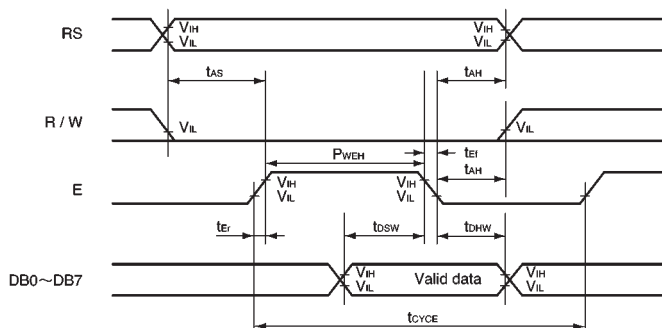 RS
VIH
VIL
VIH
VIL
tAS
tAH
R / W
VIL
VIL
PWEH
tEf
tAH
E
VIH
VIL
VIH
VIL
tEr
tDSW
tDHW
DB0～DB7
VIH
VIL
Valid data
VIH
VIL
tCYCE